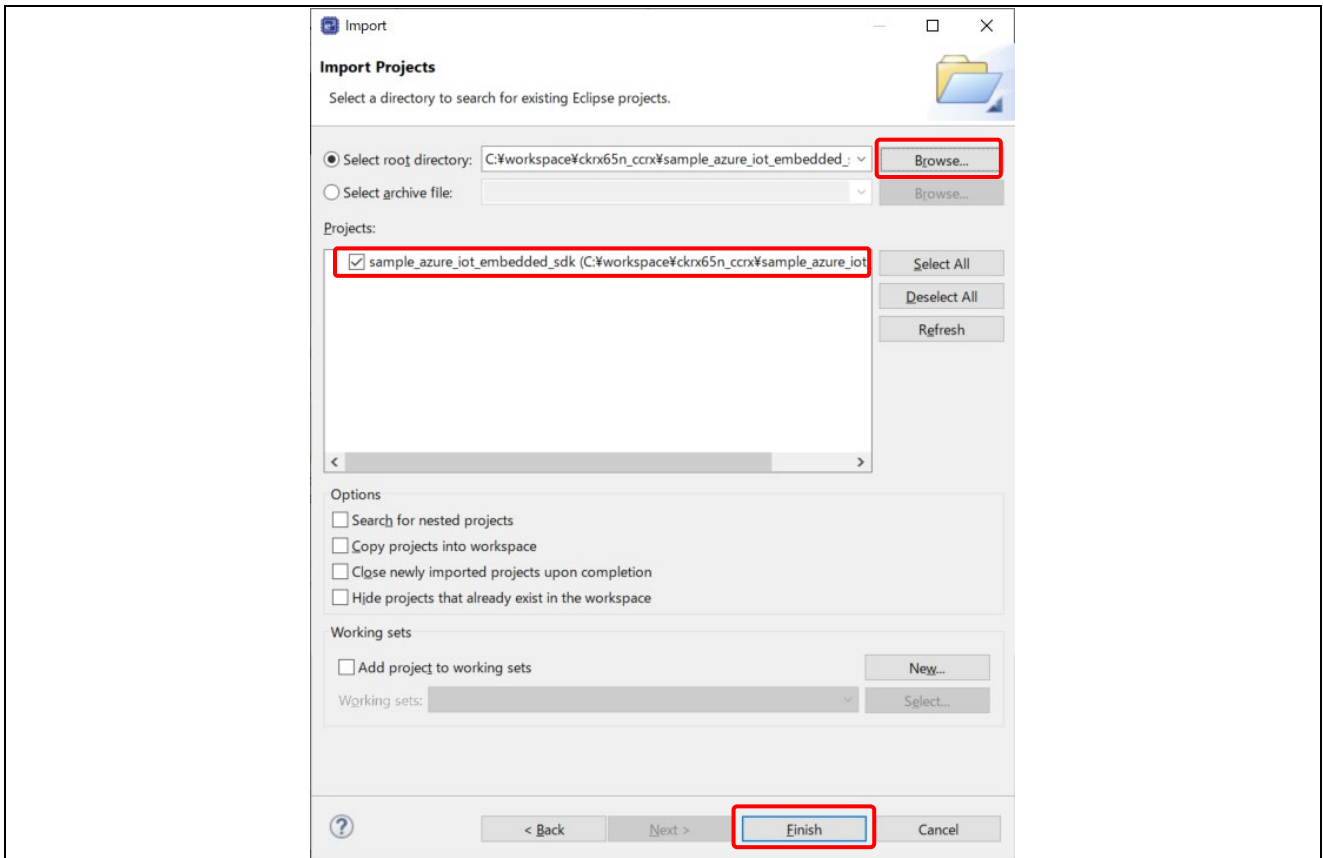 Import
Import Projects
Select a directory to search for existing Eclipse projects.
Select root directory: C:¥workspace¥ckrx65n_ccrx¥sample_azure_iot_embedded_: Browse...
Select archive file: Browse...
Projects:
sample_azure_iot_embedded_sdk (C:¥workspace¥ckrx65n_ccrx¥sample_azure_iot Select All
Deselect All
Refresh
Options
Search for nested projects
Copy projects into workspace
Close newly imported projects upon completion
Hide projects that already exist in the workspace
Working sets
Add project to working sets New...
Working sets: Select...
? < Back Next > Finish Cancel